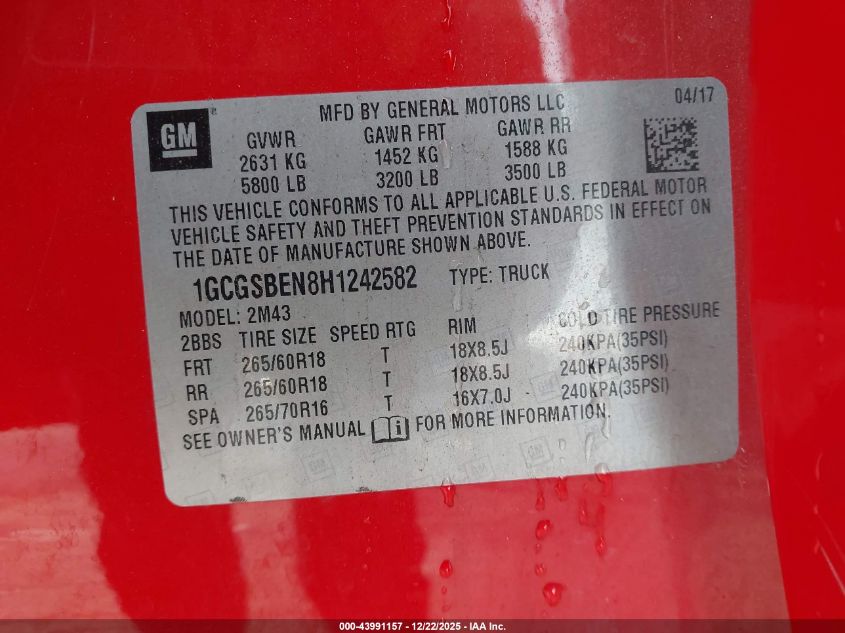 GM
MFD BY GENERAL MOTORS LLC 04/17
GVWR GAWR FRT GAWR RR
2631 KG 1452 KG 1588 KG
5800 LB 3200 LB 3500 LB
THIS VEHICLE CONFORMS TO ALL APPLICABLE U.S. FEDERAL MOTOR
VEHICLE SAFETY AND THEFT PREVENTION STANDARDS IN EFFECT ON
THE DATE OF MANUFACTURE SHOWN ABOVE.
1GCGSBEN8H1242582 TYPE: TRUCK
MODEL: 2M43
2BBS TIRE SIZE SPEED RTG RIM COLD TIRE PRESSURE
FRT 265/60R18 T 18X8.5J 240KPA(35PSI)
RR 265/60R18 T 18X8.5J 240KPA(35PSI)
SPA 265/70R16 T 16X7.0J 240KPA(35PSI)
SEE OWNER'S MANUAL i FOR MORE INFORMATION.
000-43991157 - 12/22/2025 - IAA Inc.